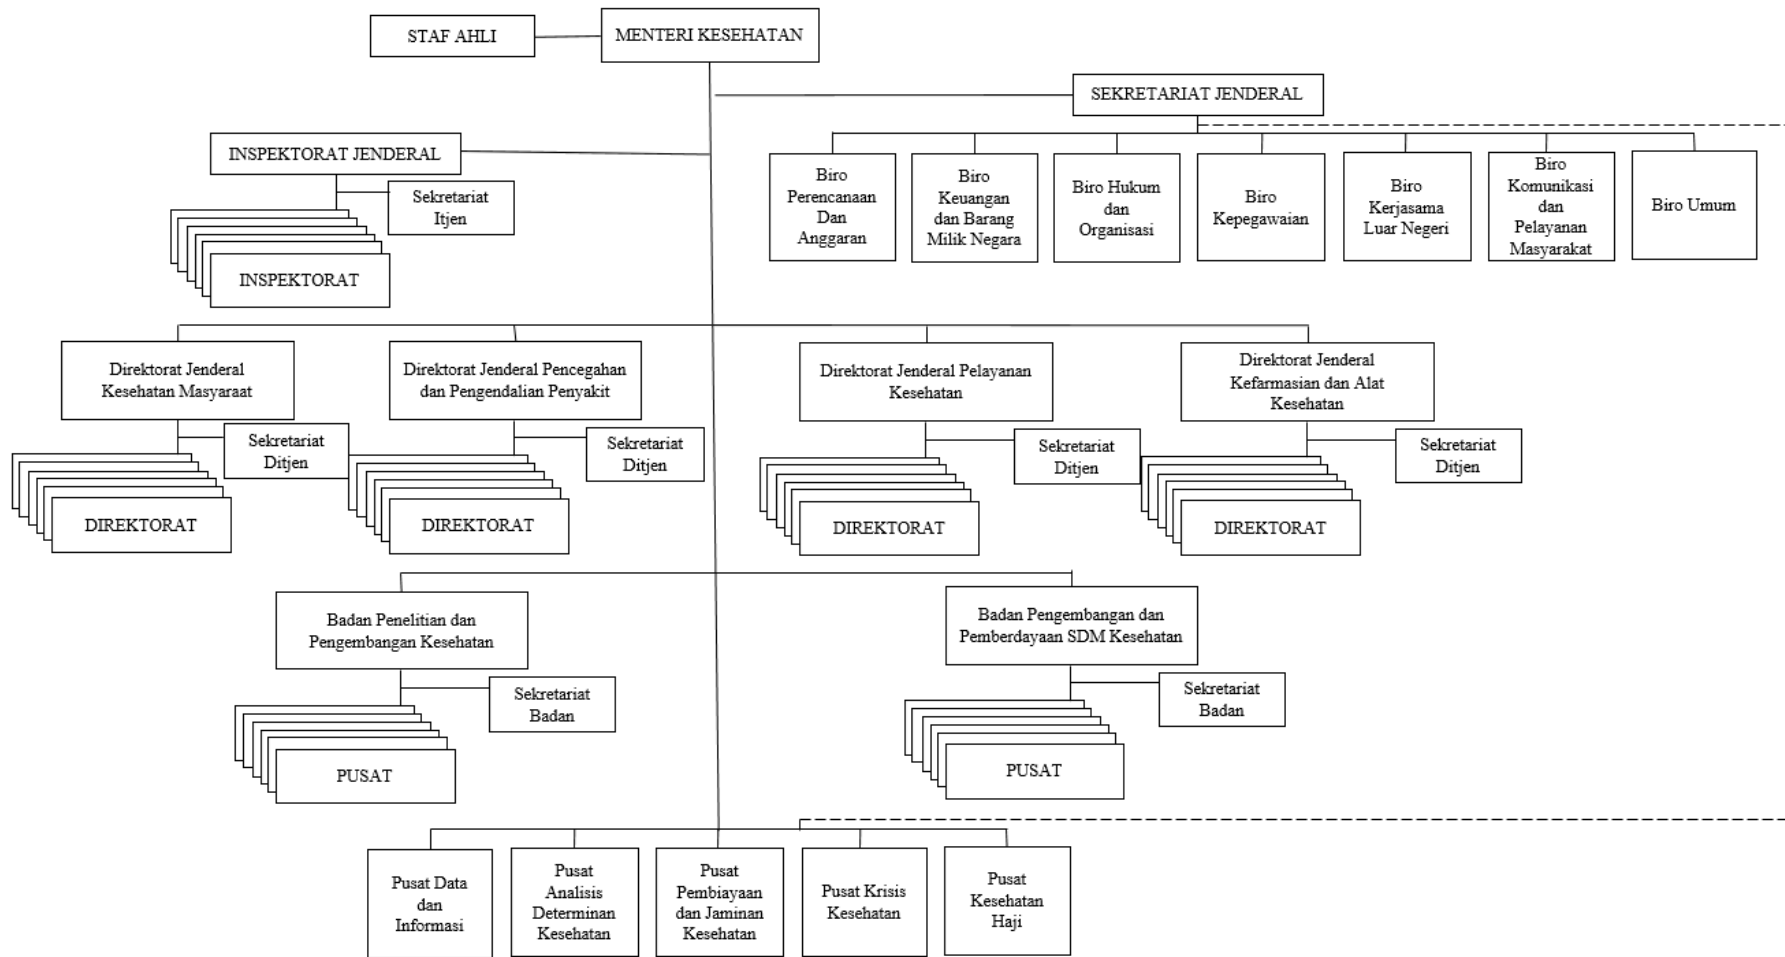 STAF AHLI
MENTERI KESEHATAN
SEKRETARIAT JENDERAL
INSPEKTORAT JENDERAL
Sekretariat
Itjen
INSPEKTORAT
Biro
Perencanaan
Dan
Anggaran
Biro
Keuangan
dan Barang
Milik Negara
Biro Hukum
dan
Organisasi
Biro
Kepegawaian
Biro
Kerjasama
Luar Negeri
Biro
Komunikasi
dan
Pelayanan
Masyarakat
Biro Umum
Direktorat Jenderal
Kesehatan Masyaraat
Sekretariat
Ditjen
DIREKTORAT
Direktorat Jenderal Pencegahan
dan Pengendalian Penyakit
Sekretariat
Ditjen
DIREKTORAT
Direktorat Jenderal Pelayanan
Kesehatan
Sekretariat
Ditjen
DIREKTORAT
Direktorat Jenderal
Kefarmasian dan Alat
Kesehatan
Sekretariat
Ditjen
DIREKTORAT
Badan Penelitian dan
Pengembangan Kesehatan
Sekretariat
Badan
PUSAT
Badan Pengembangan dan
Pemberdayaan SDM Kesehatan
Sekretariat
Badan
PUSAT
Pusat Data
dan
Informasi
Pusat
Analisis
Determinan
Kesehatan
Pusat
Pembiayaan
dan Jaminan
Kesehatan
Pusat Krisis
Kesehatan
Pusat
Kesehatan
Haji